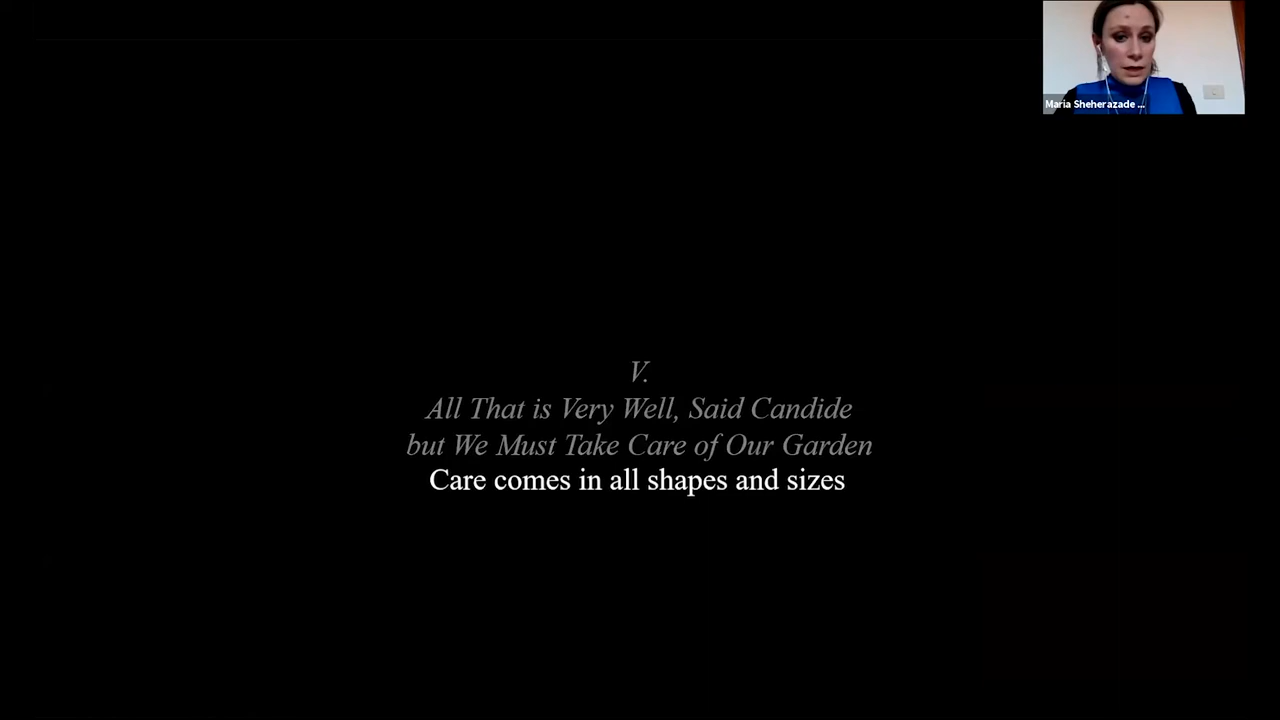 Maria Sheherazade ...
V.
All That is Very Well, Said Candide
but We Must Take Care of Our Garden
Care comes in all shapes and sizes